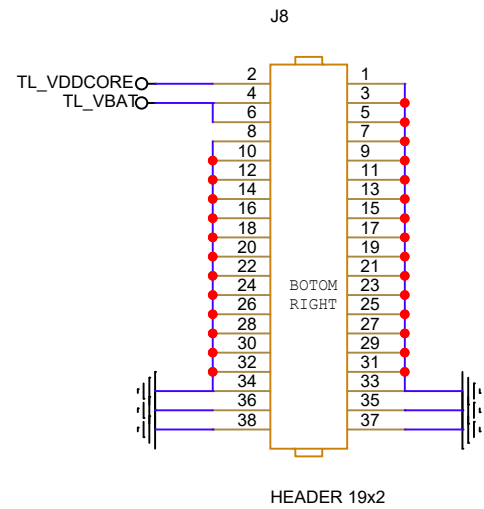 J8
TL_VDDCORE 2 1
TL_VBAT 4 3
6 5
8 7
10 9
12 11
14 13
16 15
18 17
20 19
22 21
24 BOTOM 23
26 RIGHT 25
28 27
30 29
32 31
34 33
36 35
38 37
HEADER 19x2